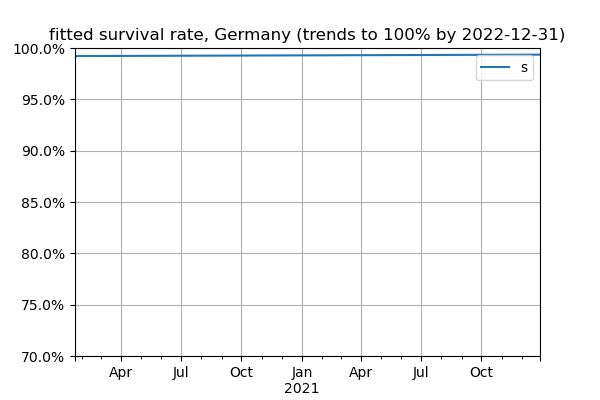 fitted survival rate, Germany (trends to 100% by 2022-12-31)
100.0%
s
95.0%
90.0%
85.0%
80.0%
75.0%
70.0%
Apr Jul Oct Jan Apr Jul Oct
2021